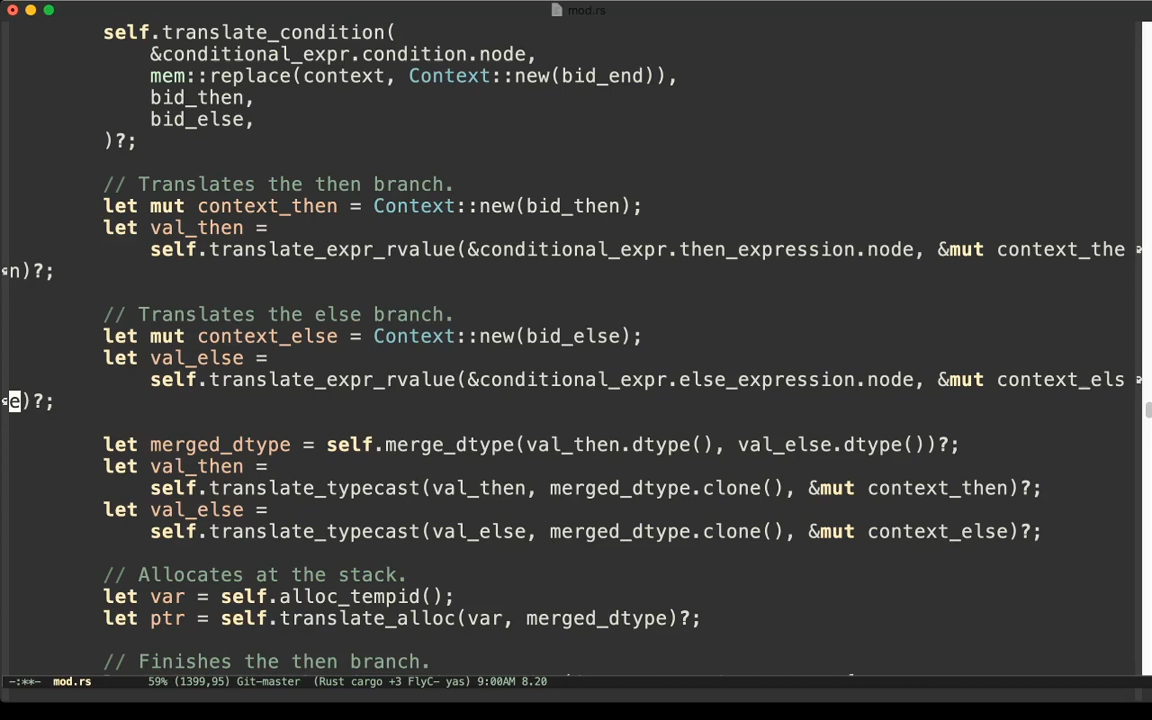 mod.rs
self.translate_condition(
&conditional_expr.condition.node,
mem::replace(context, Context::new(bid_end)),
bid_then,
bid_else,
)?;
// Translates the then branch.
let mut context_then = Context::new(bid_then);
let val_then =
self.translate_expr_rvalue(&conditional_expr.then_expression.node, &mut context_the
n)?;
// Translates the else branch.
let mut context_else = Context::new(bid_else);
let val_else =
self.translate_expr_rvalue(&conditional_expr.else_expression.node, &mut context_els
e)?;
let merged_dtype = self.merge_dtype(val_then.dtype(), val_else.dtype())?;
let val_then =
self.translate_typecast(val_then, merged_dtype.clone(), &mut context_then)?;
let val_else =
self.translate_typecast(val_else, merged_dtype.clone(), &mut context_else)?;
// Allocates at the stack.
let var = self.alloc_tempid();
let ptr = self.translate_alloc(var, merged_dtype)?;
// Finishes the then branch.
-:**- mod.rs 59% (1399,95) Git-master (Rust cargo +3 FlyC- yas) 9:00AM 8.20